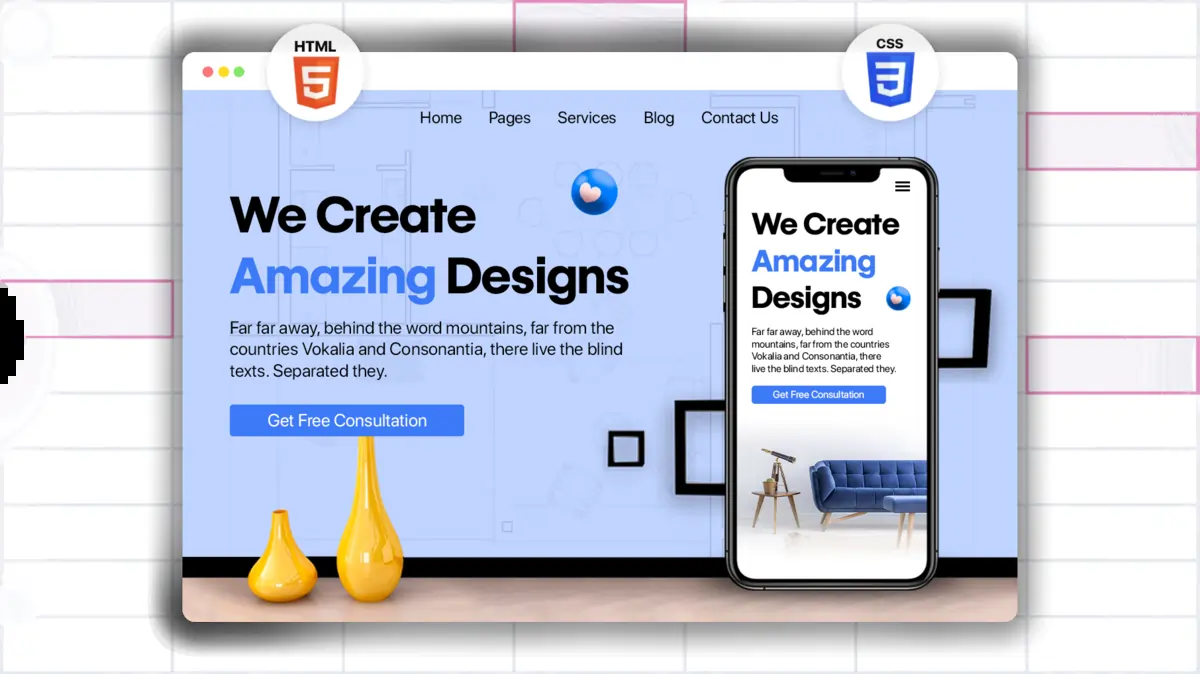 HTML
5
CSS
3
Home Pages Services Blog Contact Us
We Create
Amazing Designs
Far far away, behind the word mountains, far from the
countries Vokalia and Consonantia, there live the blind
texts. Separated they.
Get Free Consultation
We Create
Amazing
Designs
Far far away, behind the word
mountains, far from the countries
Vokalia and Consonantia, there
live the blind texts. Separated they.
Get Free Consultation